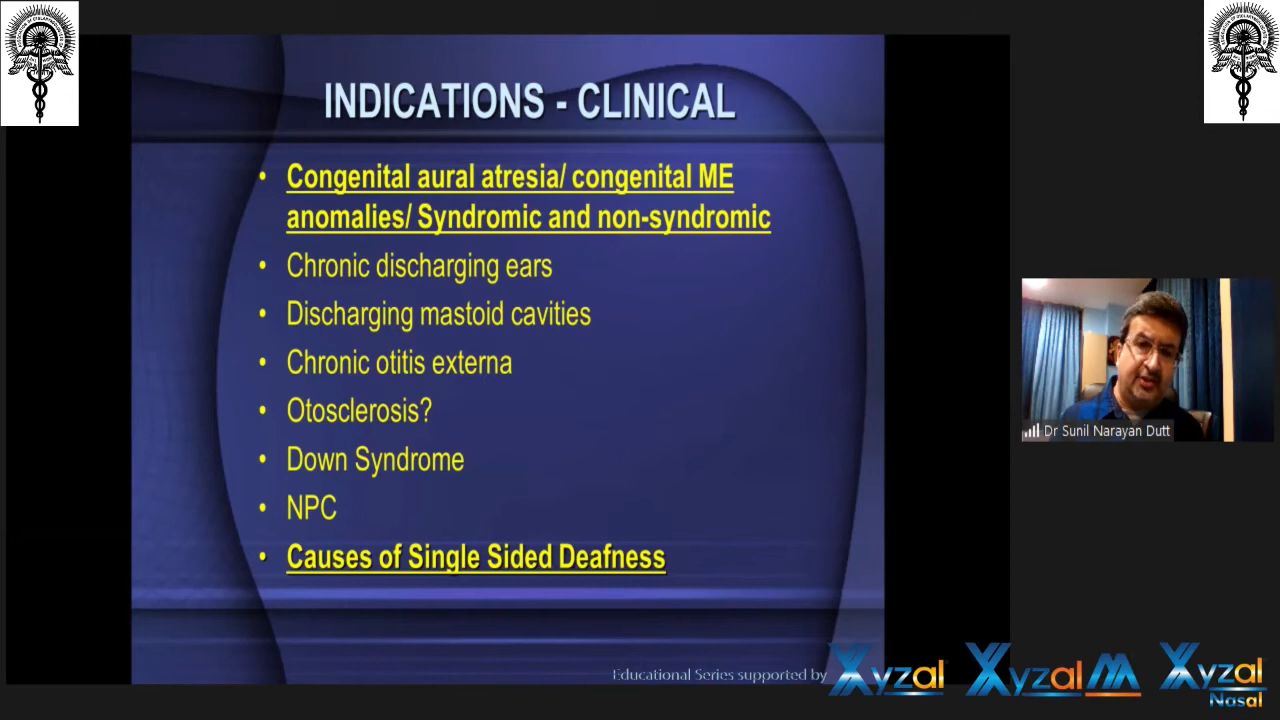 INDICATIONS - CLINICAL
• Congenital aural atresia/ congenital ME
anomalies/ Syndromic and non-syndromic
• Chronic discharging ears
• Discharging mastoid cavities
• Chronic otitis externa
• Otosclerosis?
• Down Syndrome
• NPC
• Causes of Single Sided Deafness
Dr Sunil Narayan Dutt
Educational Series supported by
Xyzal
Xyzal M
Xyzal
Nasal